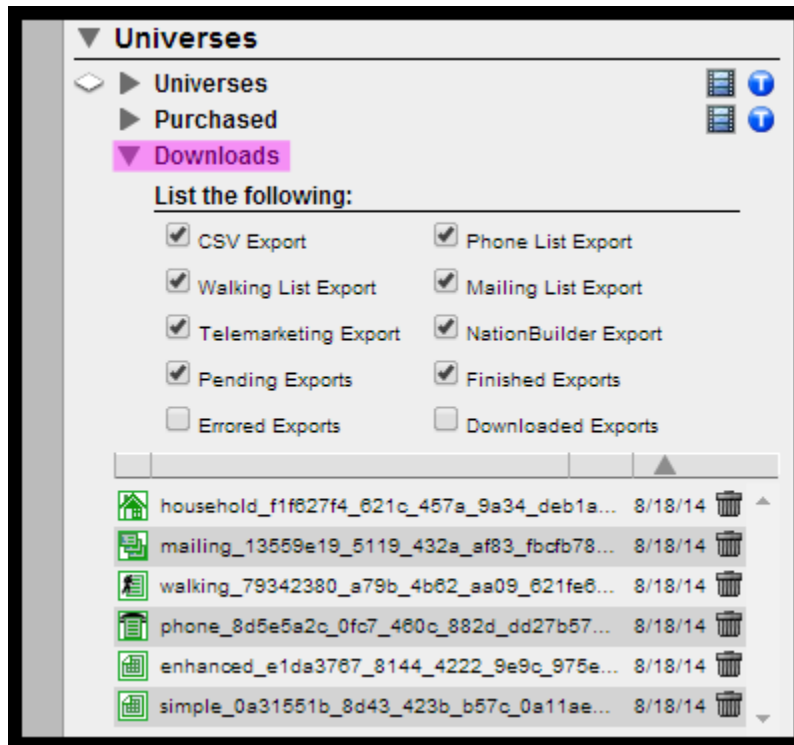 Universes
Universes
Purchased
Downloads
List the following:
CSV Export Phone List Export
Walking List Export Mailing List Export
Telemarketing Export NationBuilder Export
Pending Exports Finished Exports
Errored Exports Downloaded Exports
household_f1f627f4_621c_457a_9a34_deb1a... 8/18/14
mailing_13559e19_5119_432a_af83_fbcfb78... 8/18/14
walking_79342380_a79b_4b62_aa09_621fe6... 8/18/14
phone_8d5e5a2c_0fc7_460c_882d_dd27b57... 8/18/14
enhanced_e1da3767_8144_4222_9e9c_975e... 8/18/14
simple_0a31551b_8d43_423b_b57c_0a11ae... 8/18/14